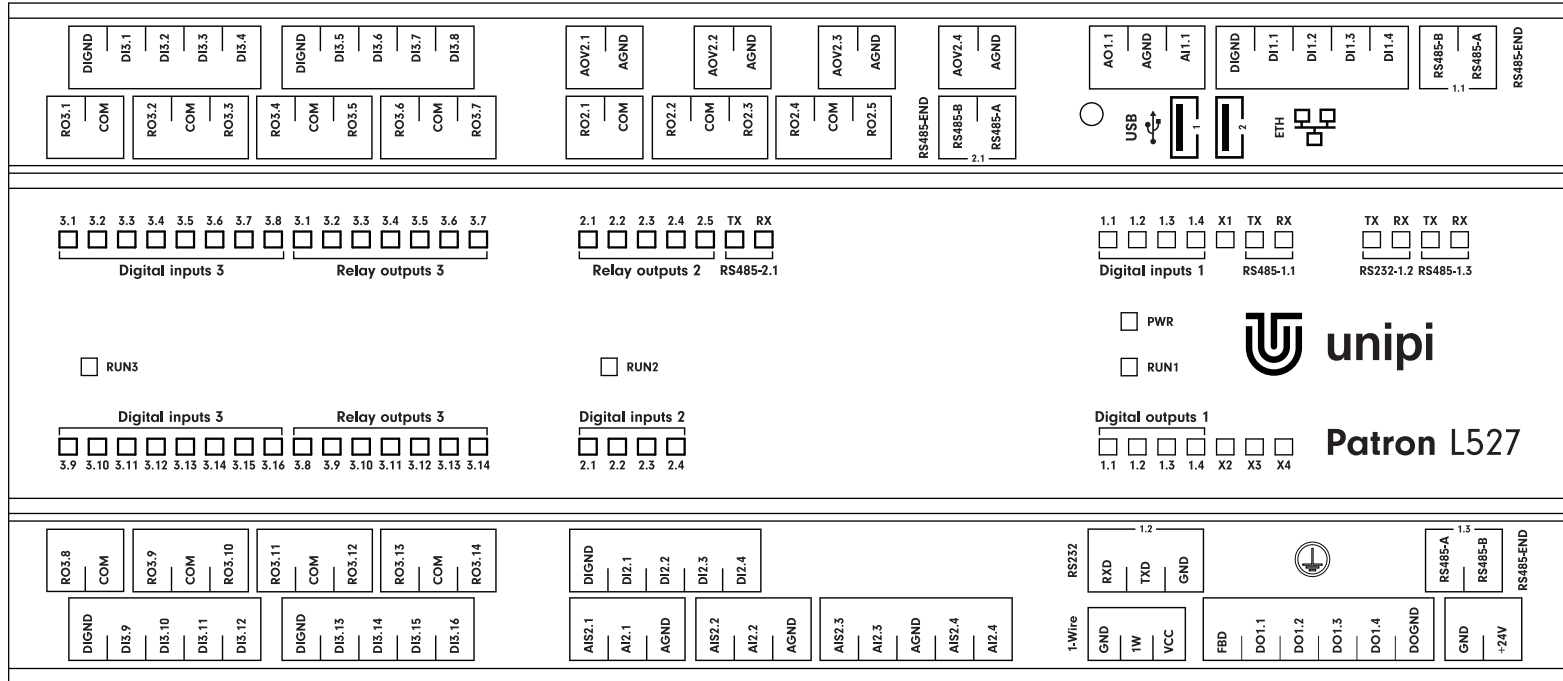 DIGND DI3.1 DI3.2 DI3.3 DI3.4 DIGND DI3.5 DI3.6 DI3.7 DI3.8 AOV2.1 AGND AOV2.2 AGND AOV2.3 AGND AOV2.4 AGND AO1.1 AGND AI1.1 DIGND DI1.1 DI1.2 DI1.3 DI1.4 RS485-B RS485-A RS485-END
1.1
RO3.1 COM RO3.2 COM RO3.3 RO3.4 COM RO3.5 RO3.6 COM RO3.7 RO2.1 COM RO2.2 COM RO2.3 RO2.4 COM RO2.5 RS485-END RS485-B RS485-A USB 1 2 ETH
2.1
3.1 3.2 3.3 3.4 3.5 3.6 3.7 3.8 3.1 3.2 3.3 3.4 3.5 3.6 3.7 2.1 2.2 2.3 2.4 2.5 TX RX 1.1 1.2 1.3 1.4 X1 TX RX TX RX TX RX
Digital inputs 3 Relay outputs 3 Relay outputs 2 RS485-2.1 Digital inputs 1 RS485-1.1 RS232-1.2 RS485-1.3
PWR
unipi
RUN3 RUN2 RUN1
Digital inputs 3 Relay outputs 3 Digital inputs 2 Digital outputs 1
Patron L527
3.9 3.10 3.11 3.12 3.13 3.14 3.15 3.16 3.8 3.9 3.10 3.11 3.12 3.13 3.14 2.1 2.2 2.3 2.4 1.1 1.2 1.3 1.4 X2 X3 X4
1.2 1.3
RO3.8 COM RO3.9 COM RO3.10 RO3.11 COM RO3.12 RO3.13 COM RO3.14 DIGND DI2.1 DI2.2 DI2.3 DI2.4 RS232 RXD TXD GND RS485-A RS485-B RS485-END
DIGND DI3.9 DI3.10 DI3.11 DI3.12 DIGND DI3.13 DI3.14 DI3.15 DI3.16 AIS2.1 AI2.1 AGND AIS2.2 AI2.2 AGND AIS2.3 AI2.3 AGND AIS2.4 AI2.4 1-Wire GND 1W VCC FBD DO1.1 DO1.2 DO1.3 DO1.4 DOGND GND +24V